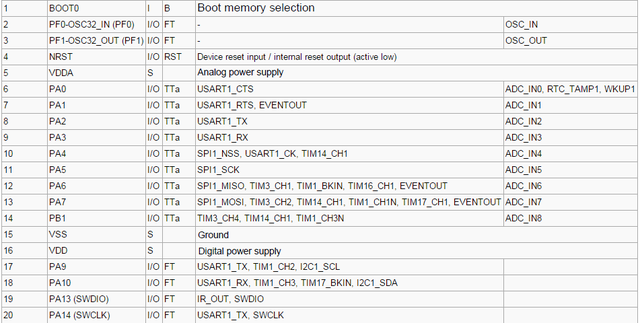 1 BOOT0 I B Boot memory selection
2 PF0-OSC32_IN (PF0) I/O FT - OSC_IN
3 PF1-OSC32_OUT (PF1) I/O FT - OSC_OUT
4 NRST I/O RST Device reset input / internal reset output (active low)
5 VDDA S Analog power supply
6 PA0 I/O TTa USART1_CTS ADC_IN0, RTC_TAMP1, WKUP1
7 PA1 I/O TTa USART1_RTS, EVENTOUT ADC_IN1
8 PA2 I/O TTa USART1_TX ADC_IN2
9 PA3 I/O TTa USART1_RX ADC_IN3
10 PA4 I/O TTa SPI1_NSS, USART1_CK, TIM14_CH1 ADC_IN4
11 PA5 I/O TTa SPI1_SCK ADC_IN5
12 PA6 I/O TTa SPI1_MISO, TIM3_CH1, TIM1_BKIN, TIM16_CH1, EVENTOUT ADC_IN6
13 PA7 I/O TTa SPI1_MOSI, TIM3_CH2, TIM14_CH1, TIM1_CH1N, TIM17_CH1, EVENTOUT ADC_IN7
14 PB1 I/O TTa TIM3_CH4, TIM14_CH1, TIM1_CH3N ADC_IN8
15 VSS S Ground
16 VDD S Digital power supply
17 PA9 I/O FT USART1_TX, TIM1_CH2, I2C1_SCL
18 PA10 I/O FT USART1_RX, TIM1_CH3, TIM17_BKIN, I2C1_SDA
19 PA13 (SWDIO) I/O FT IR_OUT, SWDIO
20 PA14 (SWCLK) I/O FT USART1_TX, SWCLK